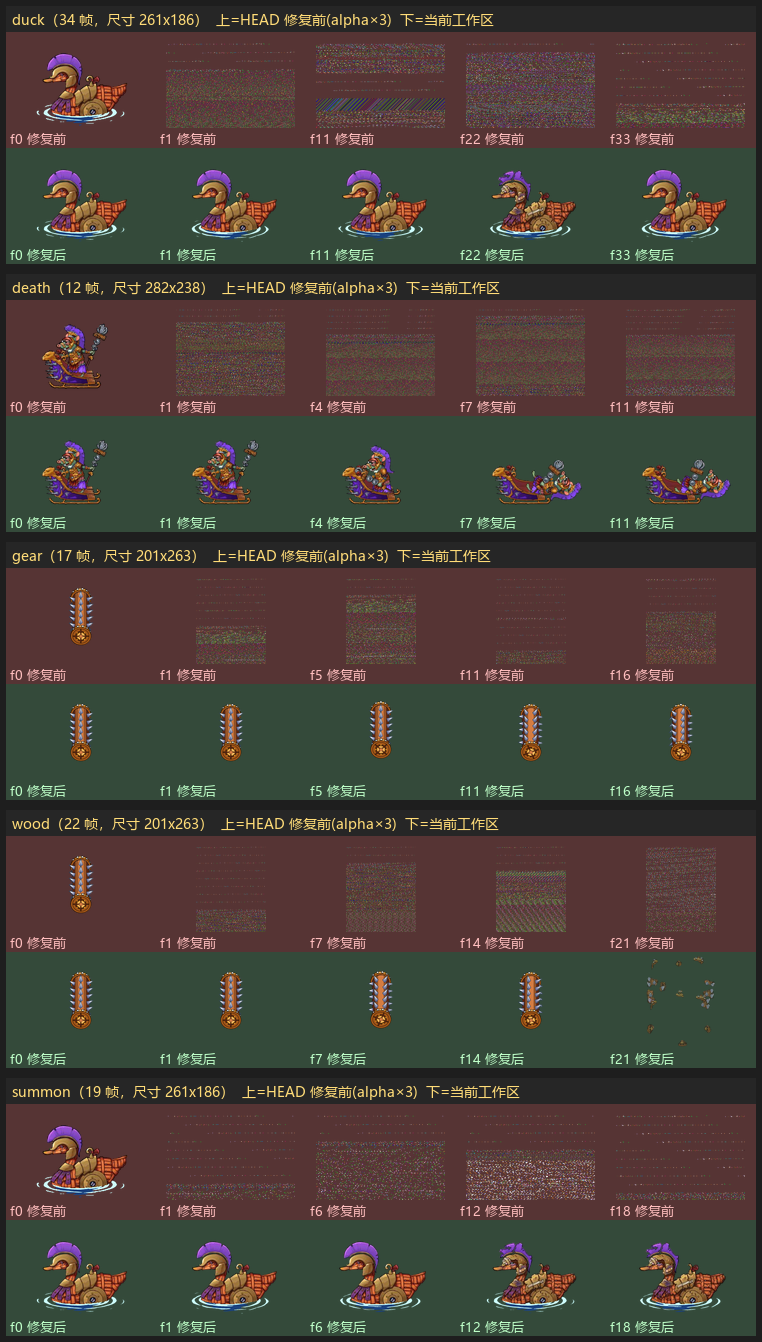 duck（34 帧，尺寸 261x186） 上=HEAD 修复前(alpha×3) 下=当前工作区
f0 修复前 f1 修复前 f11 修复前 f22 修复前 f33 修复前
f0 修复后 f1 修复后 f11 修复后 f22 修复后 f33 修复后
death（12 帧，尺寸 282x238） 上=HEAD 修复前(alpha×3) 下=当前工作区
f0 修复前 f1 修复前 f4 修复前 f7 修复前 f11 修复前
f0 修复后 f1 修复后 f4 修复后 f7 修复后 f11 修复后
gear（17 帧，尺寸 201x263） 上=HEAD 修复前(alpha×3) 下=当前工作区
f0 修复前 f1 修复前 f5 修复前 f11 修复前 f16 修复前
f0 修复后 f1 修复后 f5 修复后 f11 修复后 f16 修复后
wood（22 帧，尺寸 201x263） 上=HEAD 修复前(alpha×3) 下=当前工作区
f0 修复前 f1 修复前 f7 修复前 f14 修复前 f21 修复前
f0 修复后 f1 修复后 f7 修复后 f14 修复后 f21 修复后
summon（19 帧，尺寸 261x186） 上=HEAD 修复前(alpha×3) 下=当前工作区
f0 修复前 f1 修复前 f6 修复前 f12 修复前 f18 修复前
f0 修复后 f1 修复后 f6 修复后 f12 修复后 f18 修复后